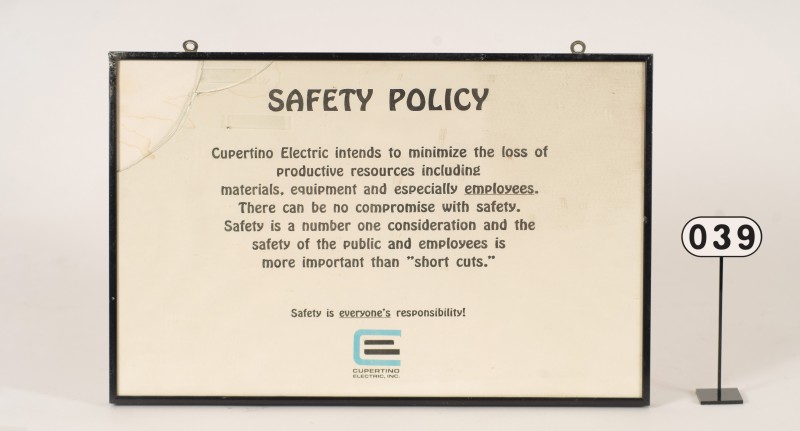 SAFETY POLICY
Cupertino Electric intends to minimize the loss of
productive resources including
materials, equipment and especially employees.
There can be no compromise with safety.
Safety is a number one consideration and the
safety of the public and employees is
more important than "short cuts."
Safety is everyone's responsibility!
CE
CUPERTINO
ELECTRIC, INC.
039